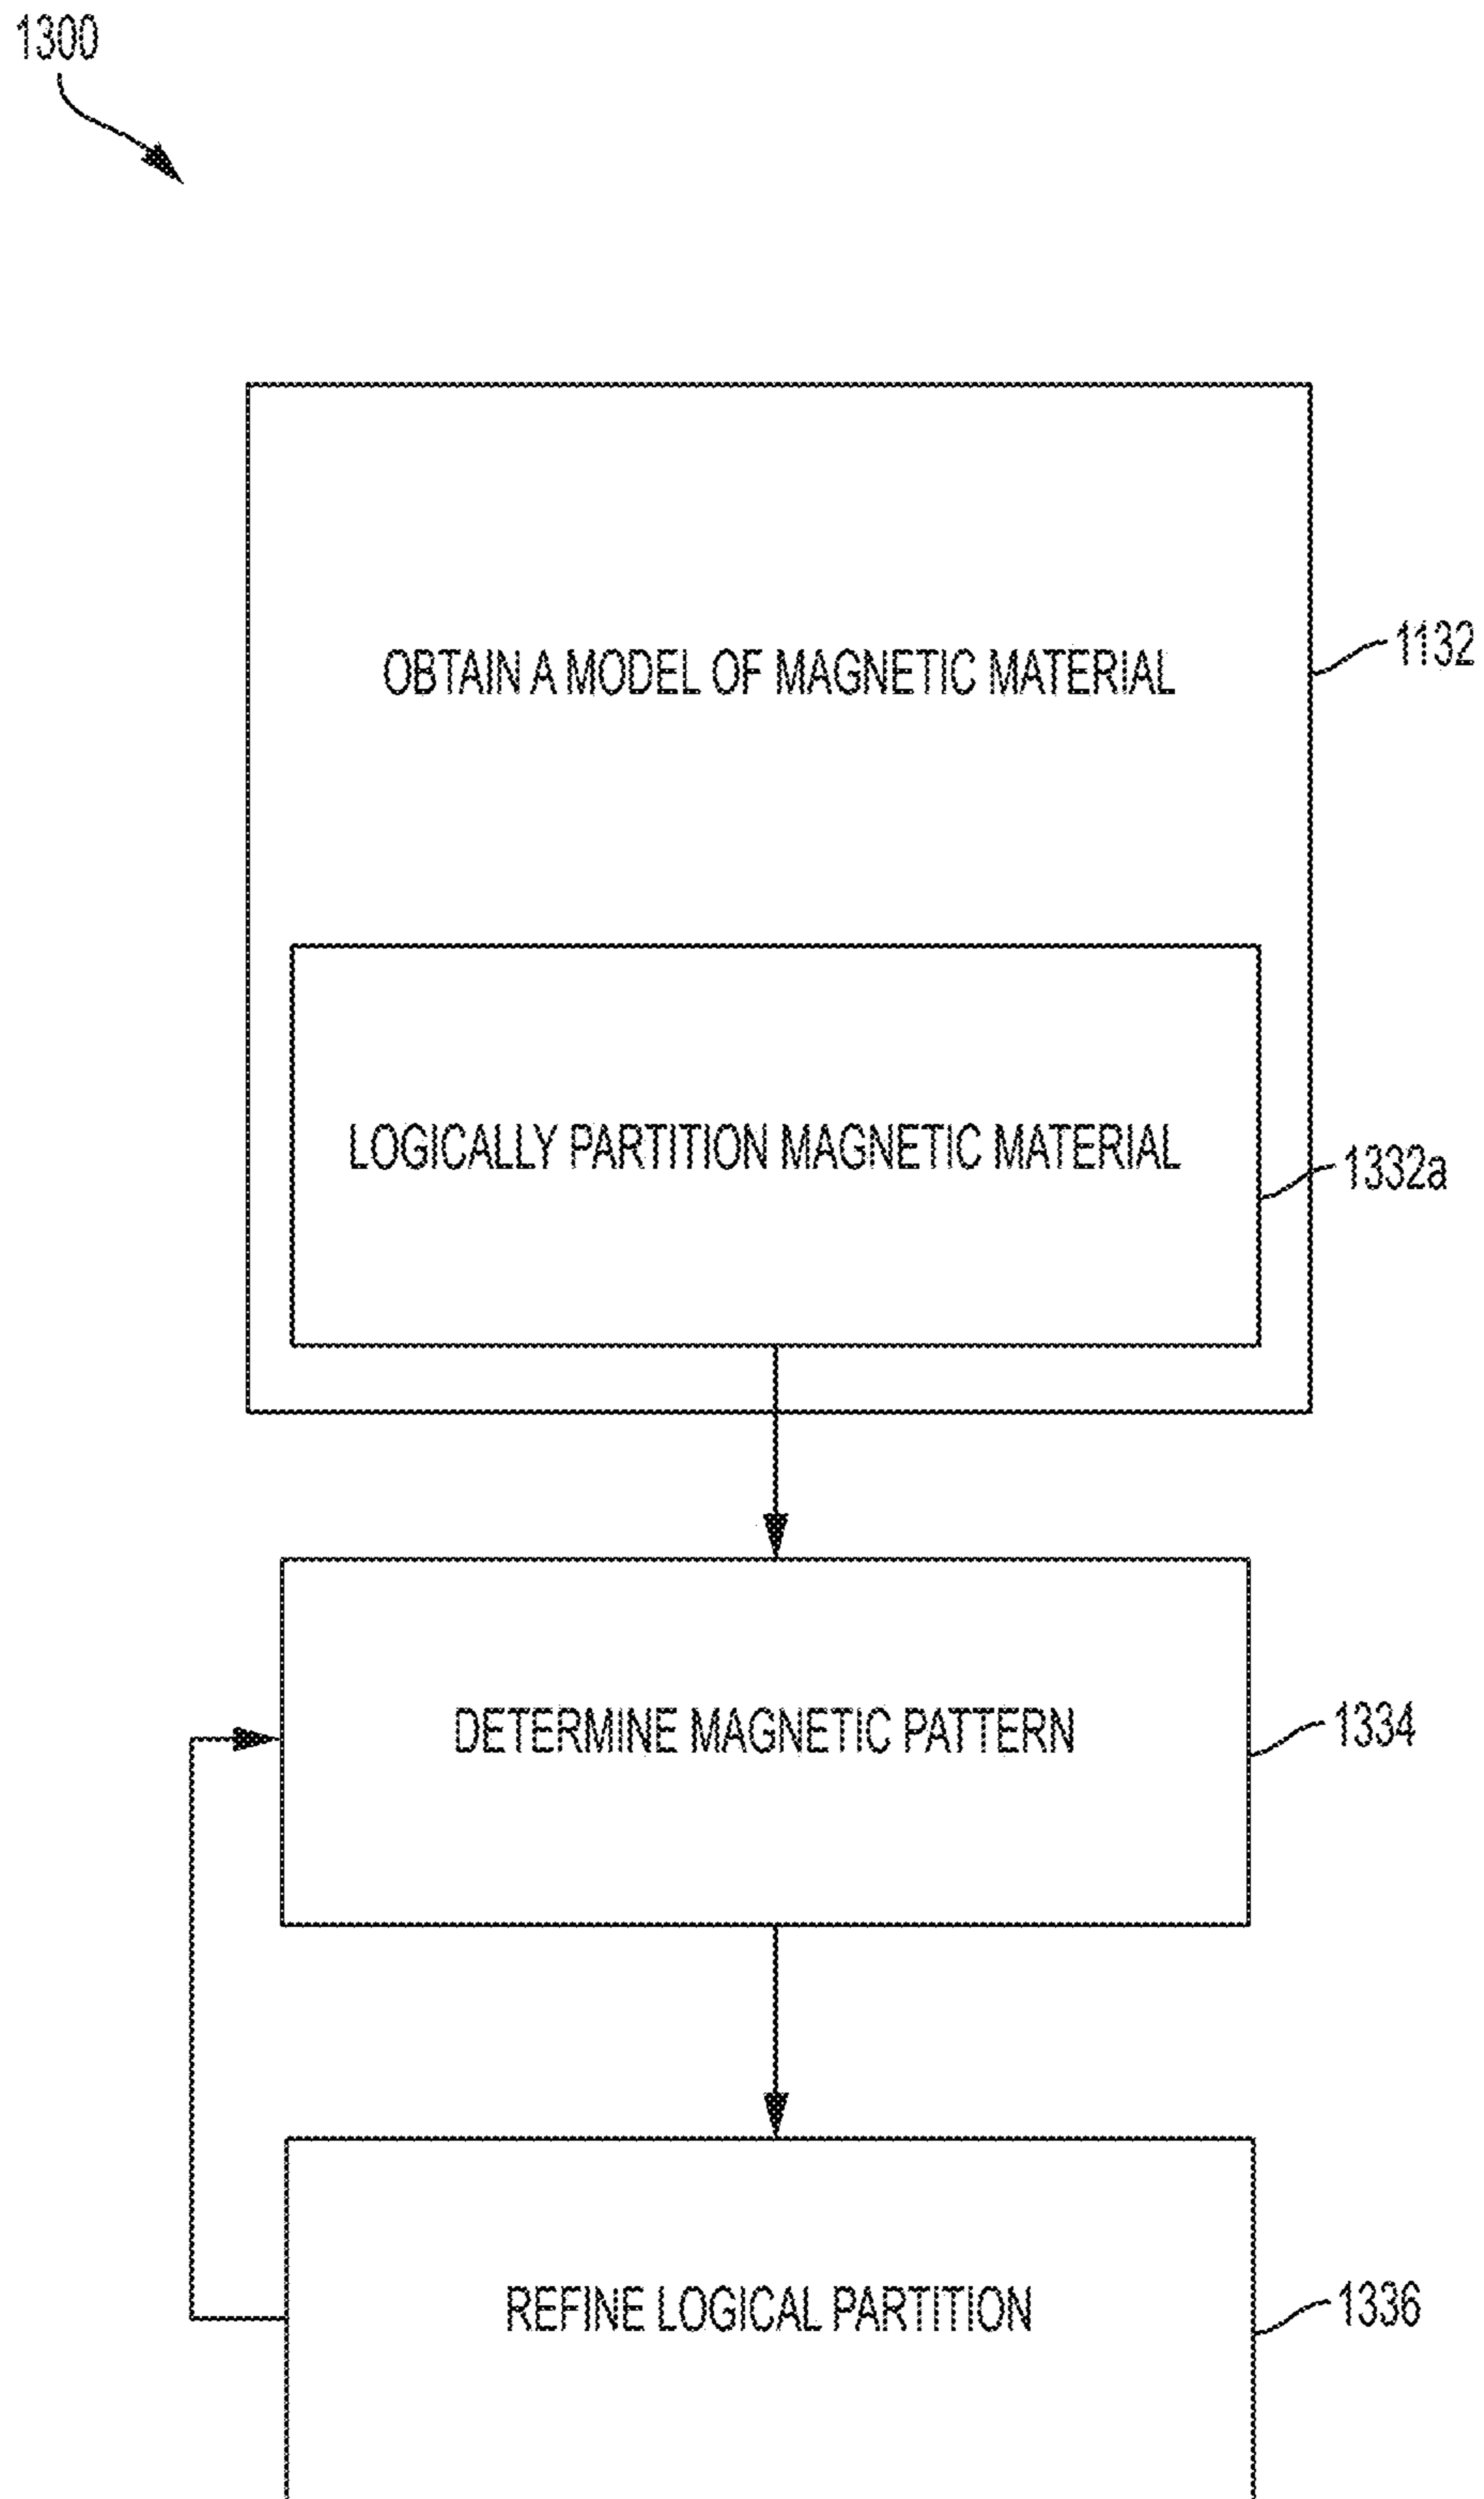 1300
OBTAIN A MODEL OF MAGNETIC MATERIAL
1132
LOGICALLY PARTITION MAGNETIC MATERIAL
1332a
DETERMINE MAGNETIC PATTERN
1334
REFINE LOGICAL PARTITION
1336